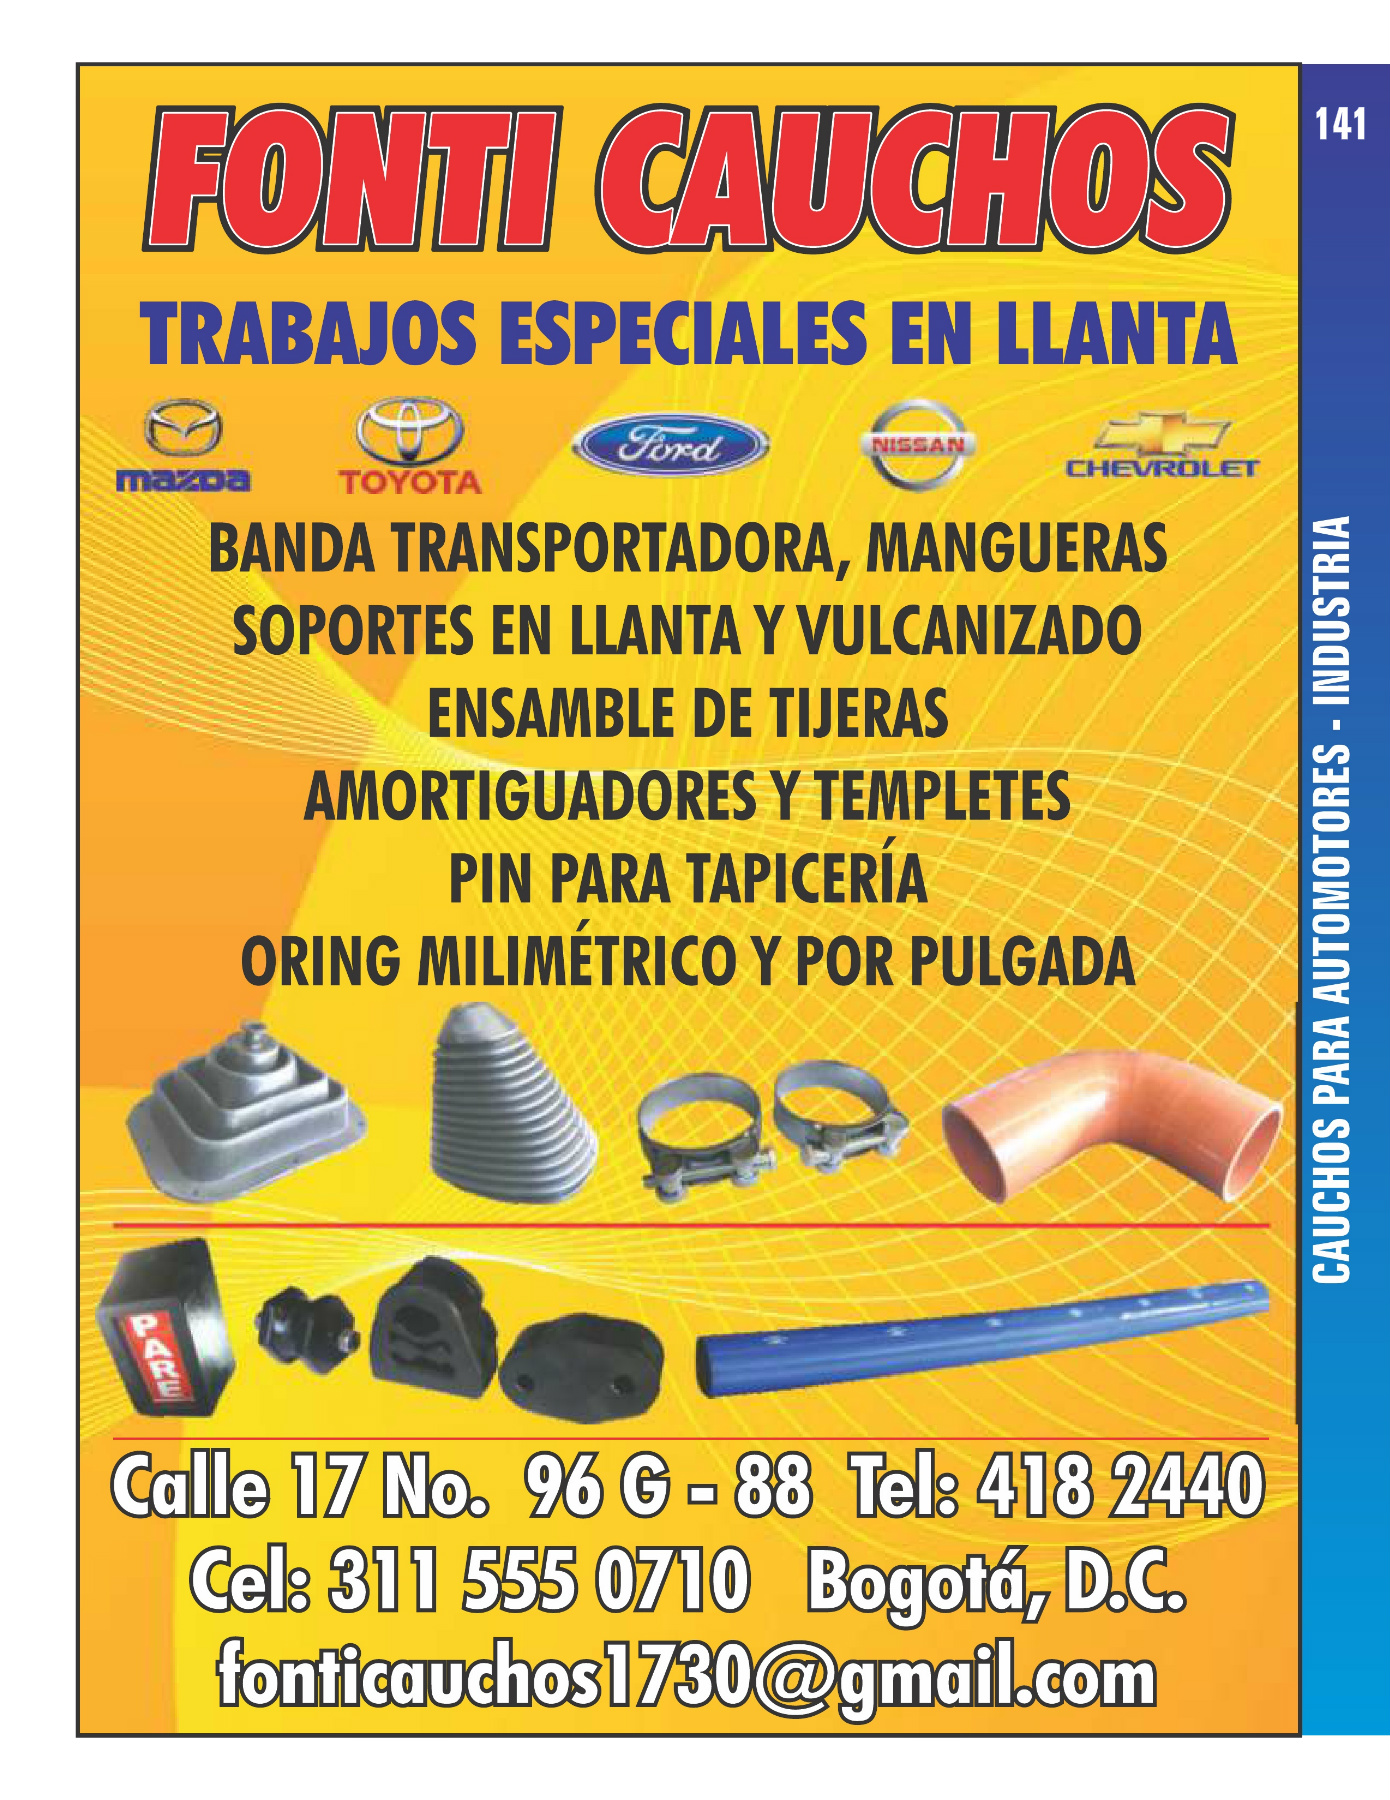 141
FONTI CAUCHOS
TRABAJOS ESPECIALES EN LLANTA
mazda
TOYOTA
Ford
NISSAN
CHEVROLET
BANDA TRANSPORTADORA, MANGUERAS
SOPORTES EN LLANTA Y VULCANIZADO
ENSAMBLE DE TIJERAS
AMORTIGUADORES Y TEMPLETES
PIN PARA TAPICERÍA
ORING MILIMÉTRICO Y POR PULGADA
PARE
Calle 17 No. 96 G - 88 Tel: 418 2440
Cel: 311 555 0710 Bogotá, D.C.
fonticauchos1730@gmail.com
CAUCHOS PARA AUTOMOTORES - INDUSTRIA